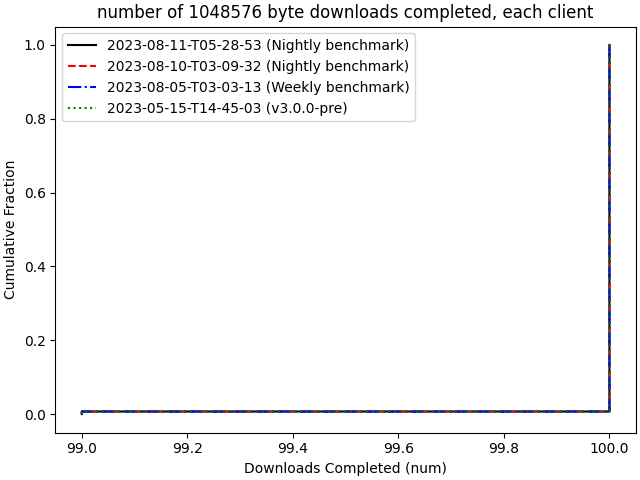 number of 1048576 byte downloads completed, each client
2023-08-11-T05-28-53 (Nightly benchmark)
2023-08-10-T03-09-32 (Nightly benchmark)
2023-08-05-T03-03-13 (Weekly benchmark)
2023-05-15-T14-45-03 (v3.0.0-pre)
Cumulative Fraction
1.0
0.8
0.6
0.4
0.2
0.0
99.0 99.2 99.4 99.6 99.8 100.0
Downloads Completed (num)